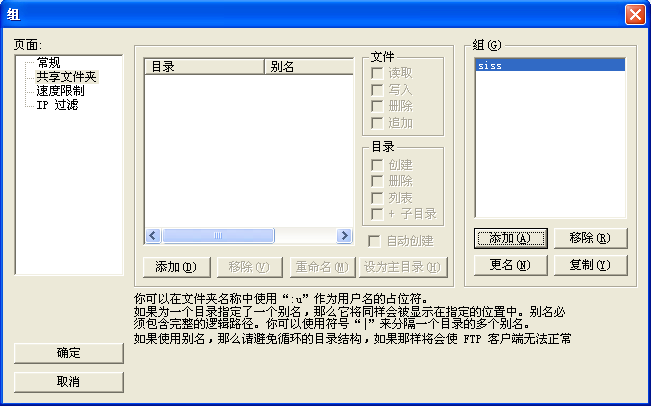 组
页面:
常规
共享文件夹
速度限制
IP 过滤
确定
取消
目录 别名
文件
读取
写入
删除
追加
目录
创建
删除
列表
+ 子目录
自动创建
添加(D) 移除(V) 重命名(M) 设为主目录(H)
组(G)
siss
添加(A) 移除(R)
更名(N) 复制(Y)
你可以在文件夹名称中使用“:u”作为用户名的占位符。
如果为一个目录指定了一个别名，那么它将同样会被显示在指定的位置中。别名必
须包含完整的逻辑路径。你可以使用符号“|”来分隔一个目录的多个别名。
如果使用别名，那么请避免循环的目录结构，如果那样将会使 FTP 客户端无法正常